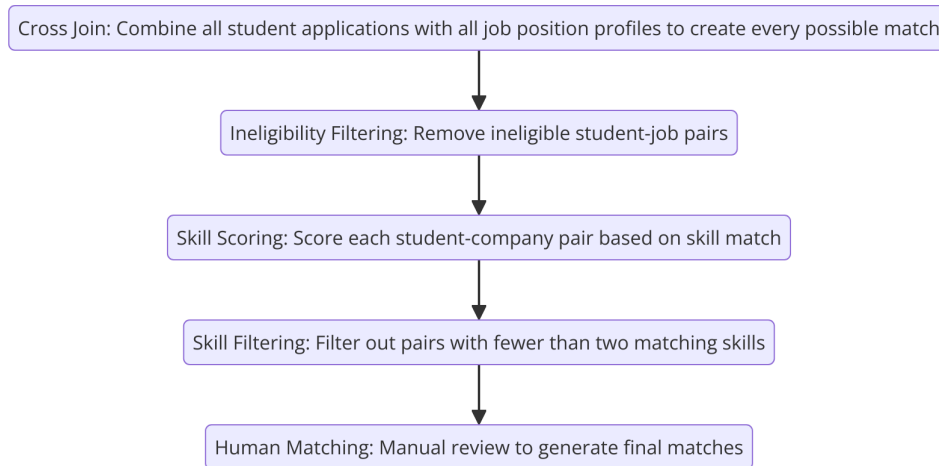 Cross Join: Combine all student applications with all job position profiles to create every possible match
Ineligibility Filtering: Remove ineligible student-job pairs
Skill Scoring: Score each student-company pair based on skill match
Skill Filtering: Filter out pairs with fewer than two matching skills
Human Matching: Manual review to generate final matches